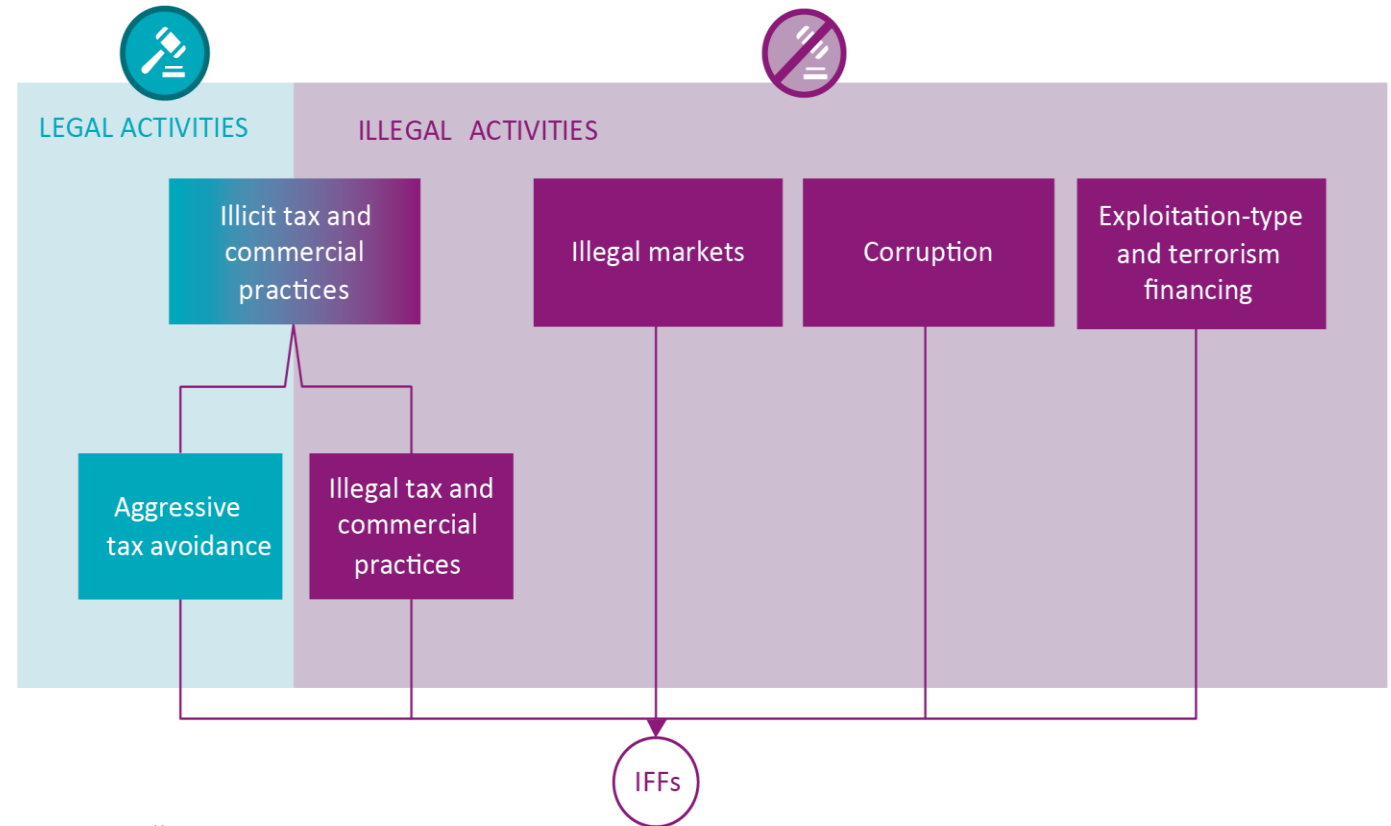 LEGAL ACTIVITIES
ILLEGAL ACTIVITIES
Illicit tax and
commercial
practices
Illegal markets
Corruption
Exploitation-type
and terrorism
financing
Aggressive
tax avoidance
Illegal tax and
commercial
practices
IFFs